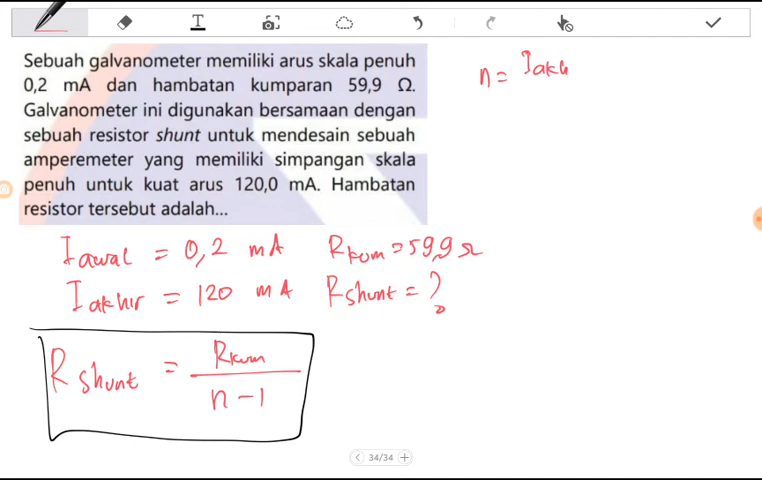 T
Sebuah galvanometer memiliki arus skala penuh
0,2 mA dan hambatan kumparan 59,9 Ω.
Galvanometer ini digunakan bersamaan dengan
sebuah resistor shunt untuk mendesain sebuah
amperemeter yang memiliki simpangan skala
penuh untuk kuat arus 120,0 mA. Hambatan
resistor tersebut adalah...
n = Iakh
Iawal = 0,2 mA Rkum = 59,9 Ω
Iakhir = 120 mA Rshunt = ?
Rshunt = Rkum
n - 1
34/34